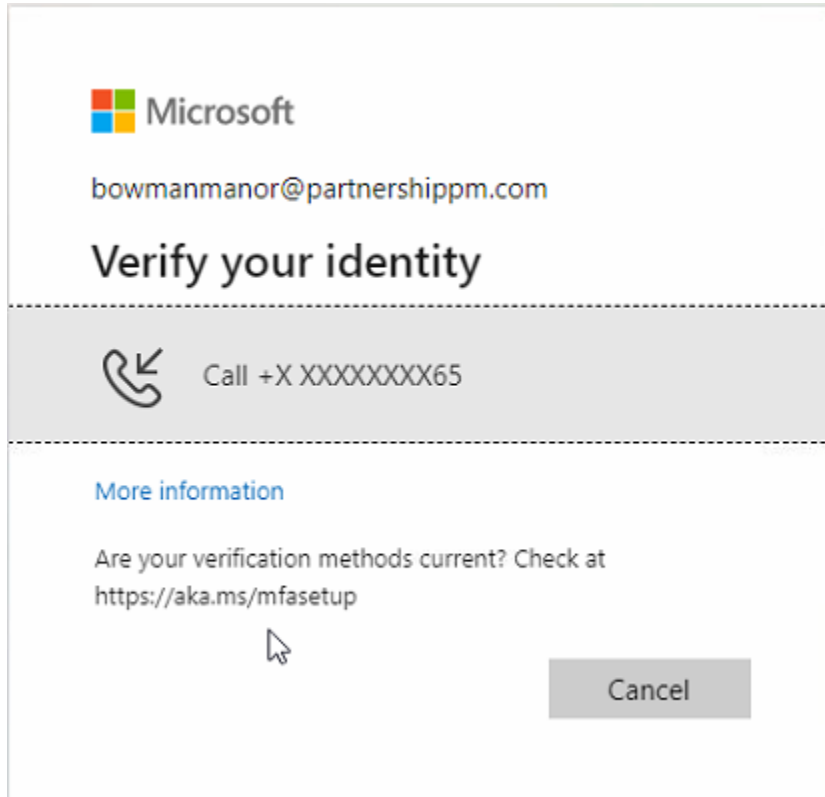 Microsoft
bowmanmanor@partnershippm.com
Verify your identity
Call +X XXXXXXXX65
More information
Are your verification methods current? Check at
https://aka.ms/mfasetup
Cancel